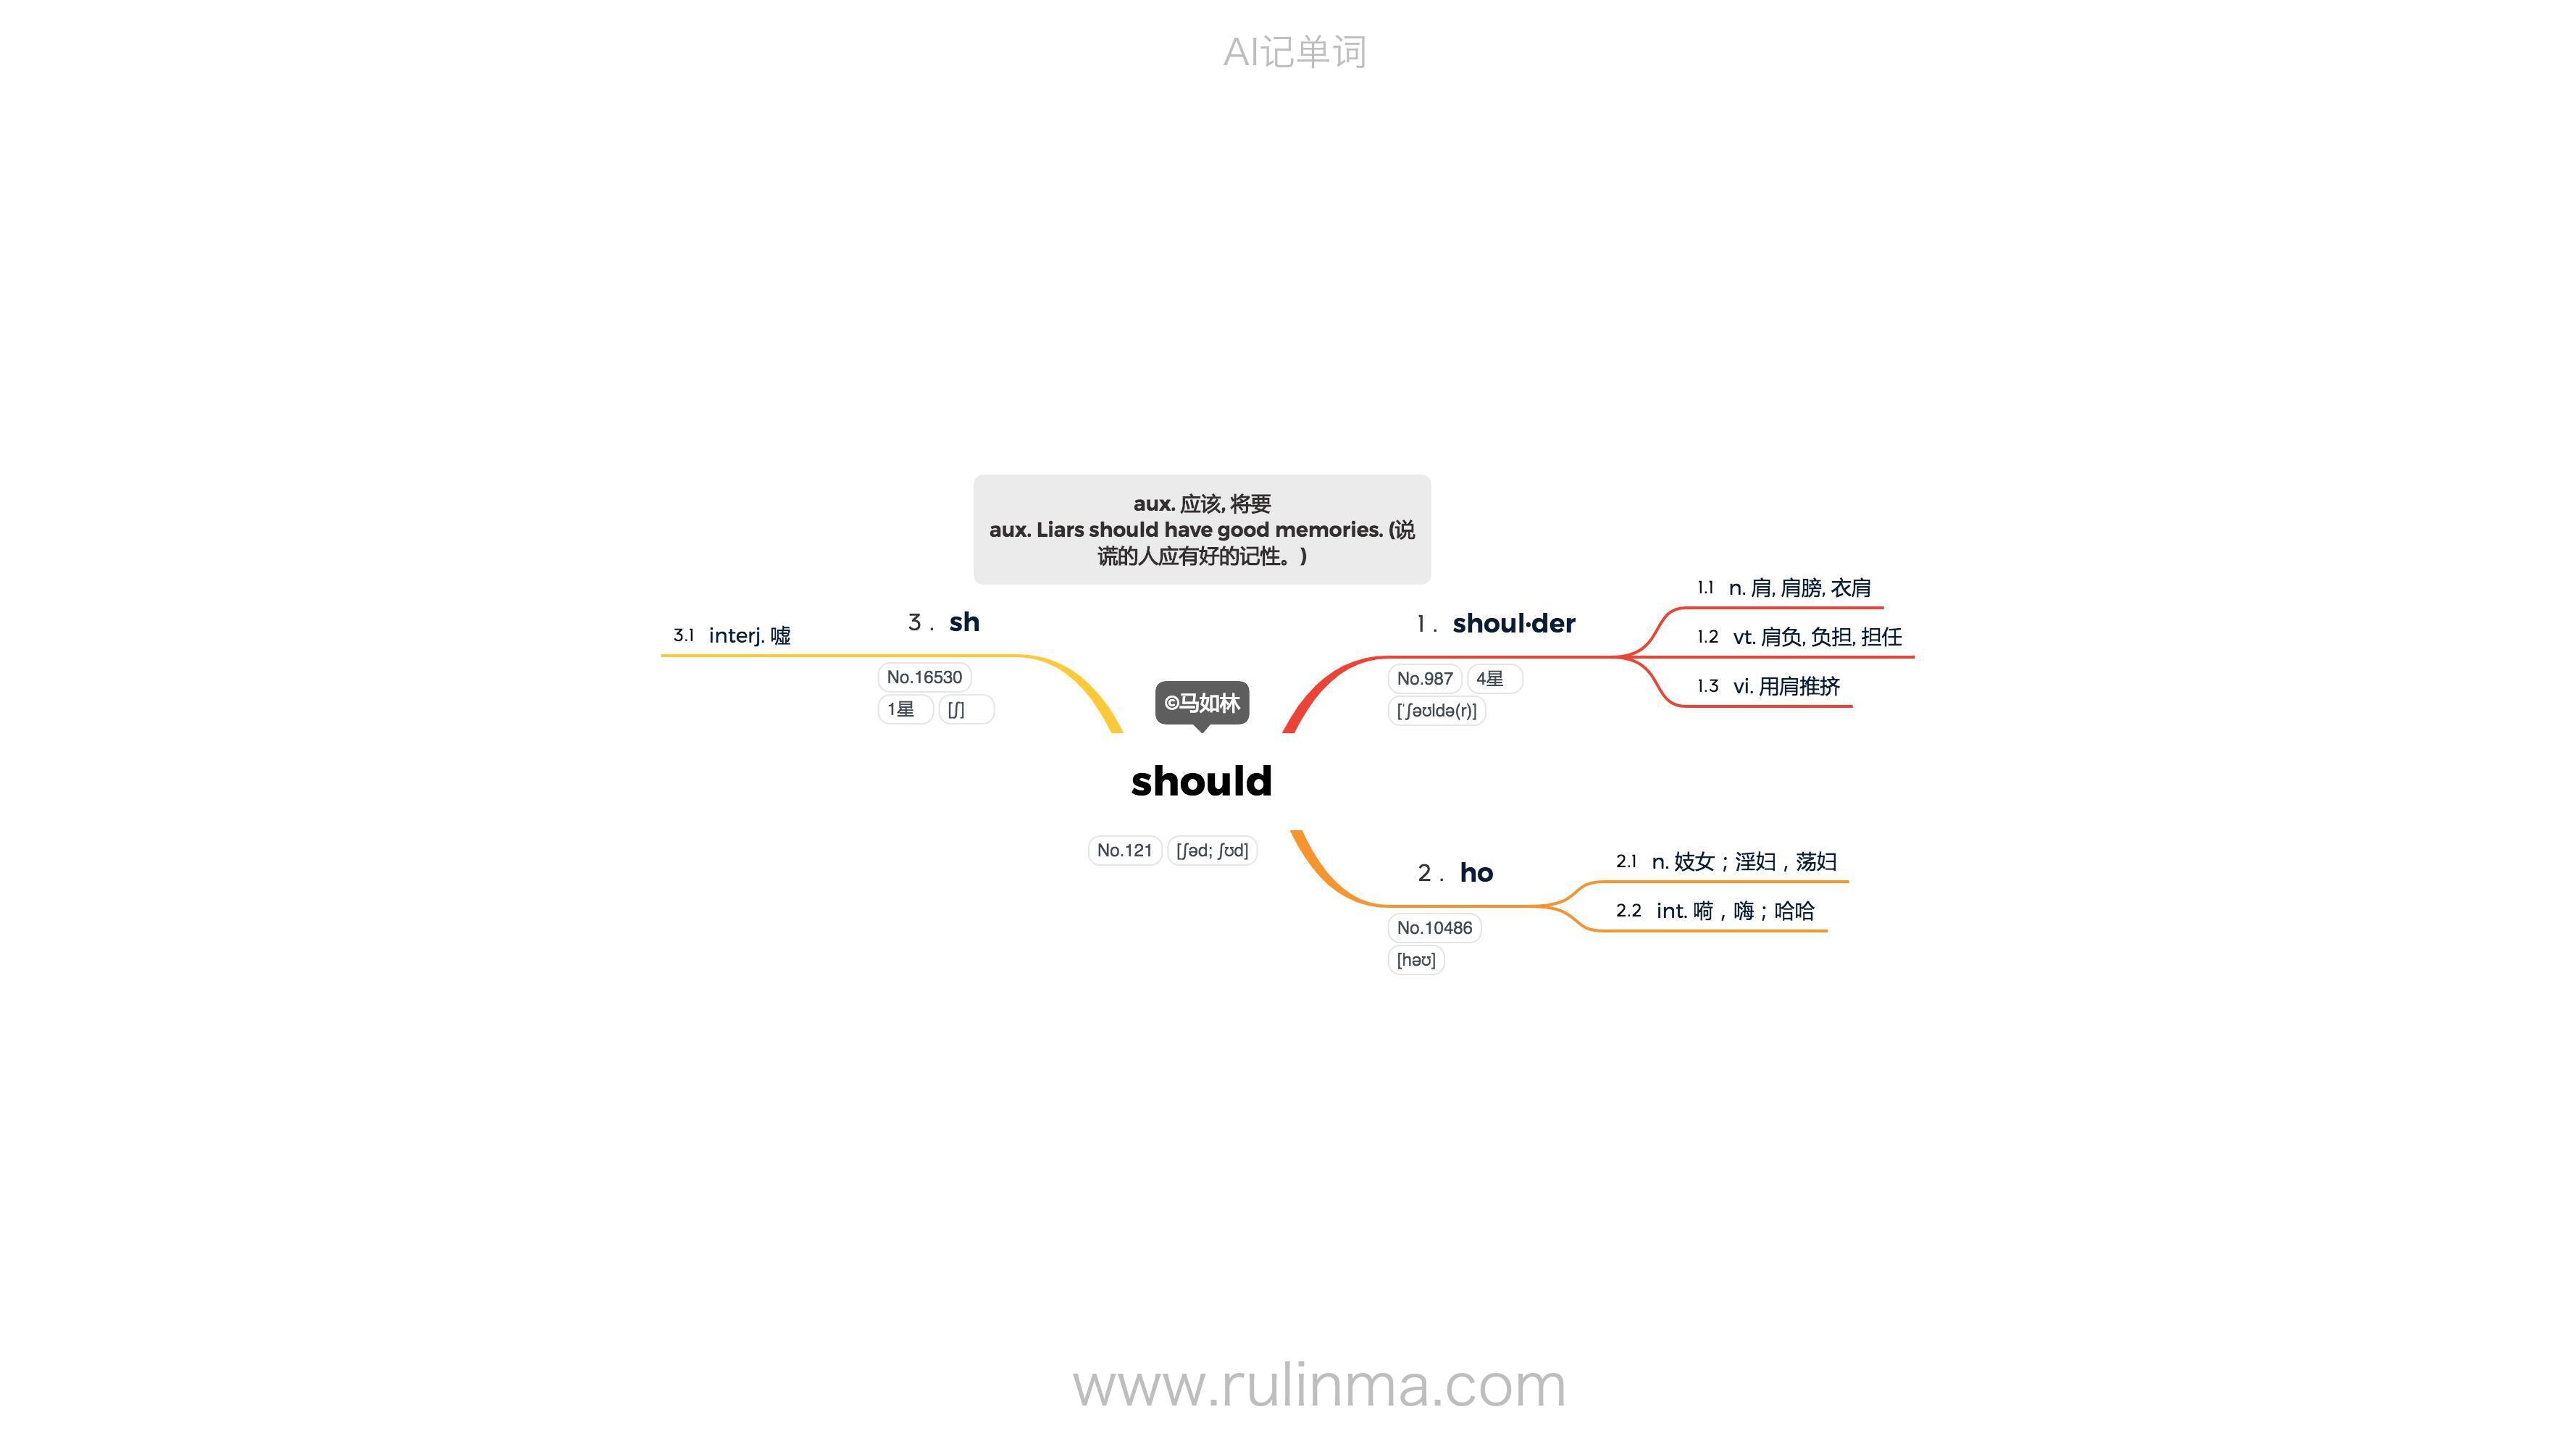 AI记单词
aux. 应该, 将要
aux. Liars should have good memories. (说
谎的人应有好的记性。)
©马如林
should
No.121 [ʃəd; ʃʊd]
1. shoul·der
No.987 4星
[ˈʃəʊldə(r)]
1.1 n. 肩, 肩膀, 衣肩
1.2 vt. 肩负, 负担, 担任
1.3 vi. 用肩推挤
2. ho
No.10486
[həʊ]
2.1 n. 妓女；淫妇，荡妇
2.2 int. 嗬，嗨；哈哈
3. sh
No.16530
1星 [ʃ]
3.1 interj. 嘘
www.rulinma.com